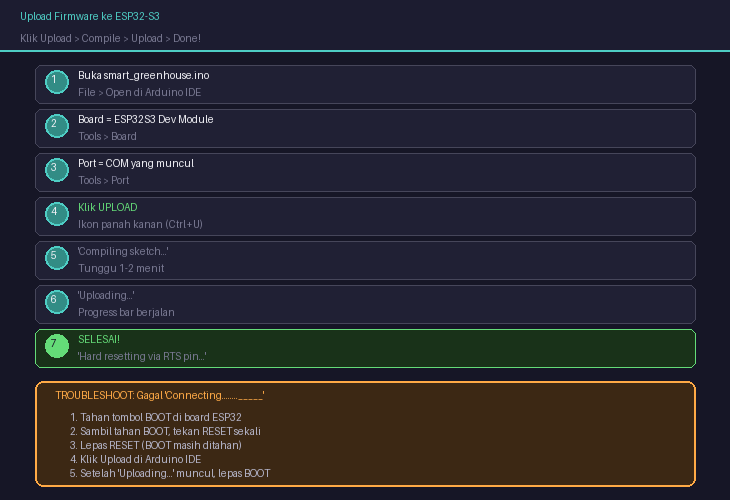 Upload Firmware ke ESP32-S3
Klik Upload > Compile > Upload > Done!
1
Buka smart_greenhouse.ino
File > Open di Arduino IDE
2
Board = ESP32S3 Dev Module
Tools > Board
3
Port = COM yang muncul
Tools > Port
4
Klik UPLOAD
Ikon panah kanan (Ctrl+U)
5
'Compiling sketch...'
Tunggu 1-2 menit
6
'Uploading...'
Progress bar berjalan
7
SELESAI!
'Hard resetting via RTS pin...'
TROUBLESHOOT: Gagal 'Connecting........_____'
1. Tahan tombol BOOT di board ESP32
2. Sambil tahan BOOT, tekan RESET sekali
3. Lepas RESET (BOOT masih ditahan)
4. Klik Upload di Arduino IDE
5. Setelah 'Uploading...' muncul, lepas BOOT